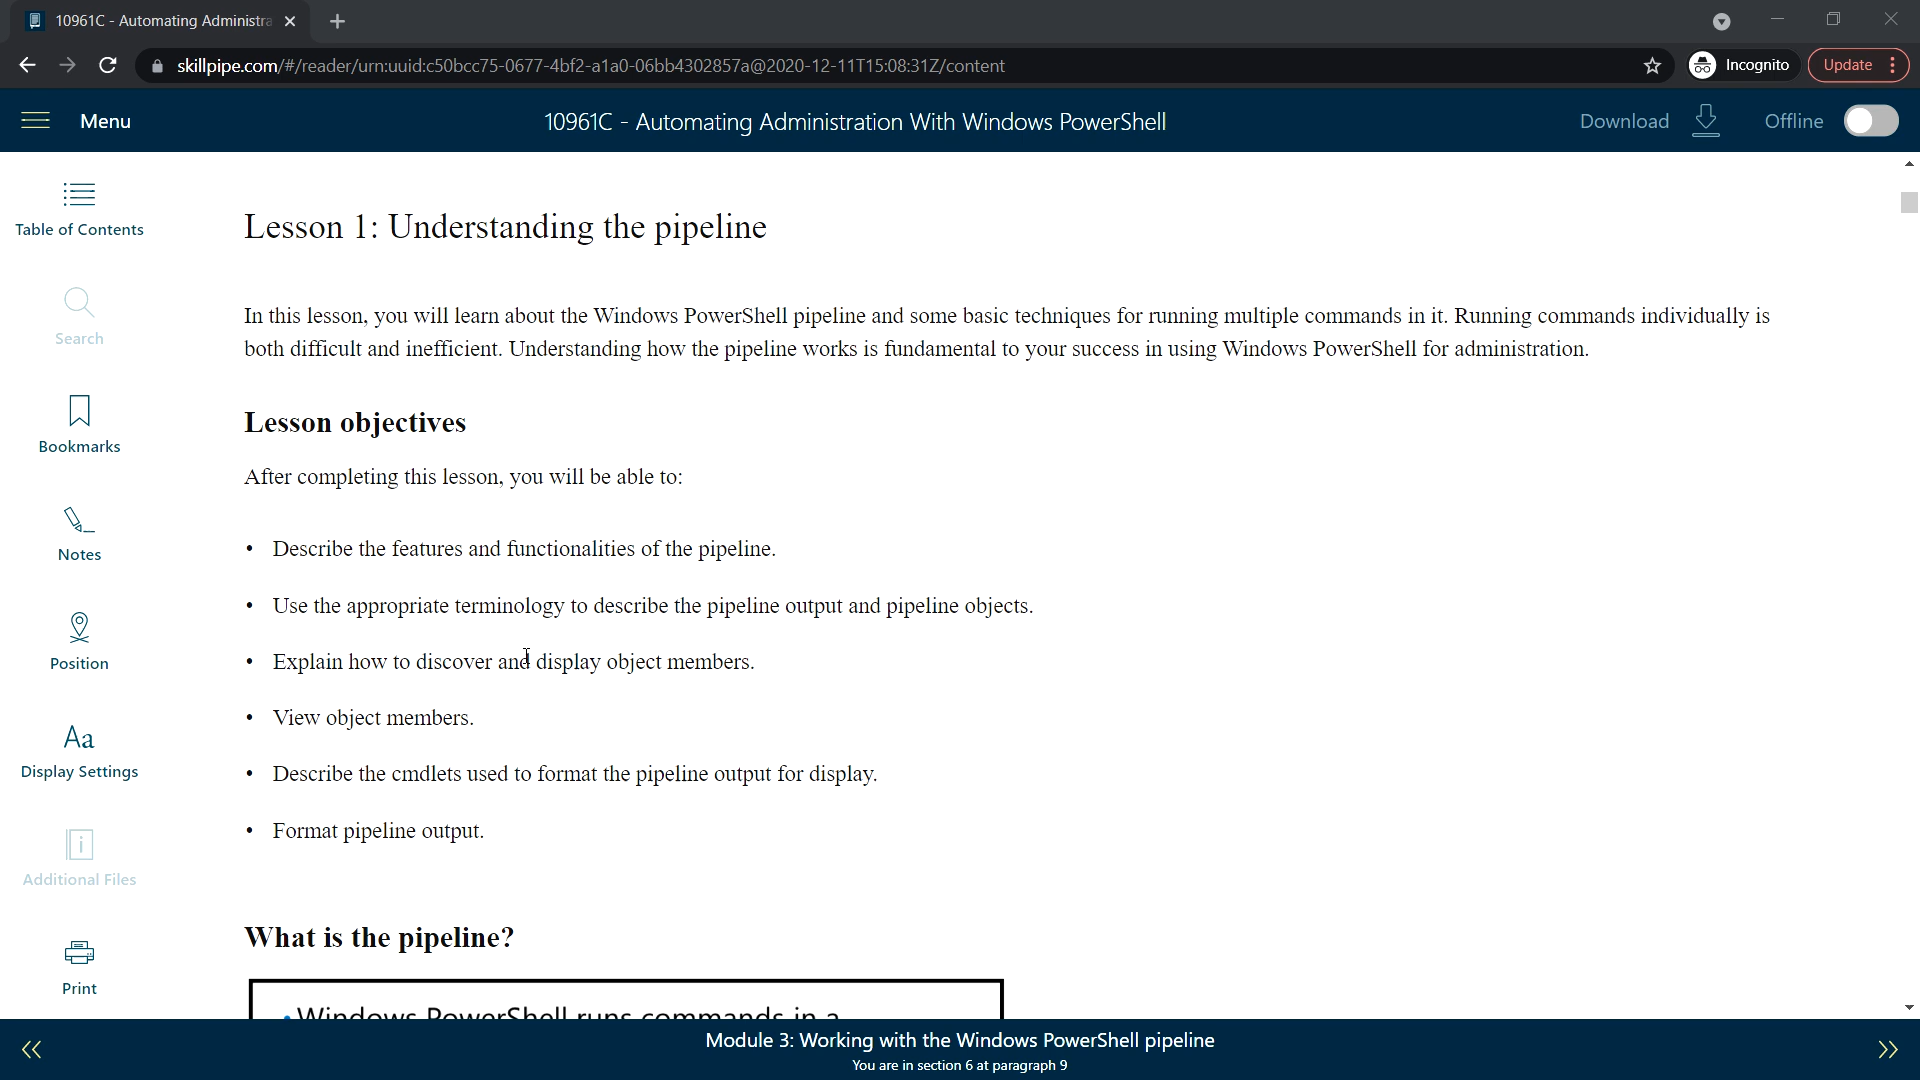 10961C - Automating Administra
skillpipe.com/#/reader/urn:uuid:c50bcc75-0677-4bf2-a1a0-06bb4302857a@2020-12-11T15:08:31Z/content
Incognito
Update
Menu
10961C - Automating Administration With Windows PowerShell
Download
Offline
Table of Contents
Search
Bookmarks
Notes
Position
Aa
Display Settings
Additional Files
Print
Lesson 1: Understanding the pipeline
In this lesson, you will learn about the Windows PowerShell pipeline and some basic techniques for running multiple commands in it. Running commands individually is
both difficult and inefficient. Understanding how the pipeline works is fundamental to your success in using Windows PowerShell for administration.
Lesson objectives
After completing this lesson, you will be able to:
• Describe the features and functionalities of the pipeline.
• Use the appropriate terminology to describe the pipeline output and pipeline objects.
• Explain how to discover and display object members.
• View object members.
• Describe the cmdlets used to format the pipeline output for display.
• Format pipeline output.
What is the pipeline?
• Windows PowerShell runs commands in a
Module 3: Working with the Windows PowerShell pipeline
You are in section 6 at paragraph 9